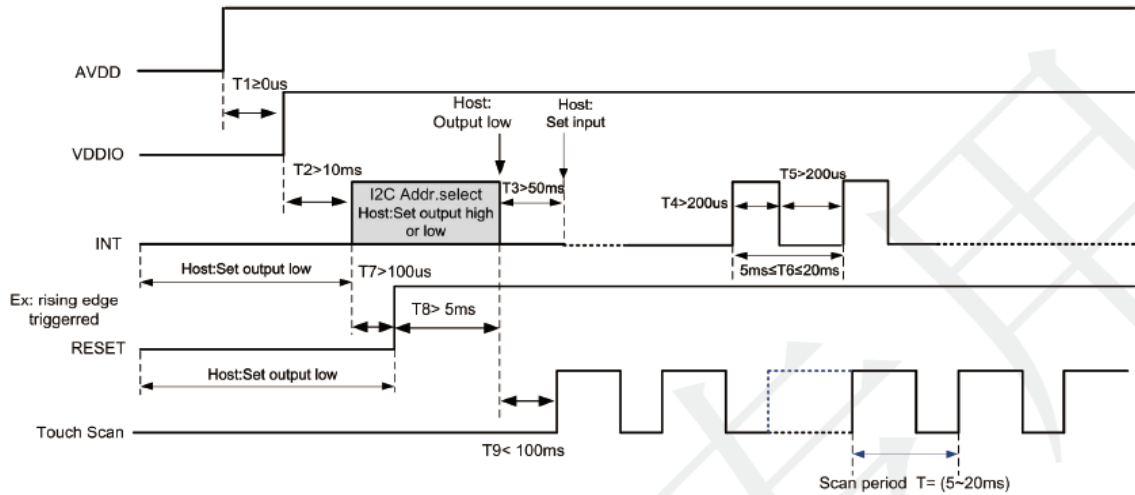 AVDD
T1≥0us
Host:
Output low
Host:
Set input
VDDIO
T2>10ms
I2C Addr.select
Host:Set output high
or low
T3>50ms
T5>200us
T4>200us
INT
Host:Set output low
T7>100us
5ms≤T6≤20ms
Ex: rising edge
triggerred
T8> 5ms
RESET
Host:Set output low
Touch Scan
T9< 100ms
Scan period T= (5~20ms)